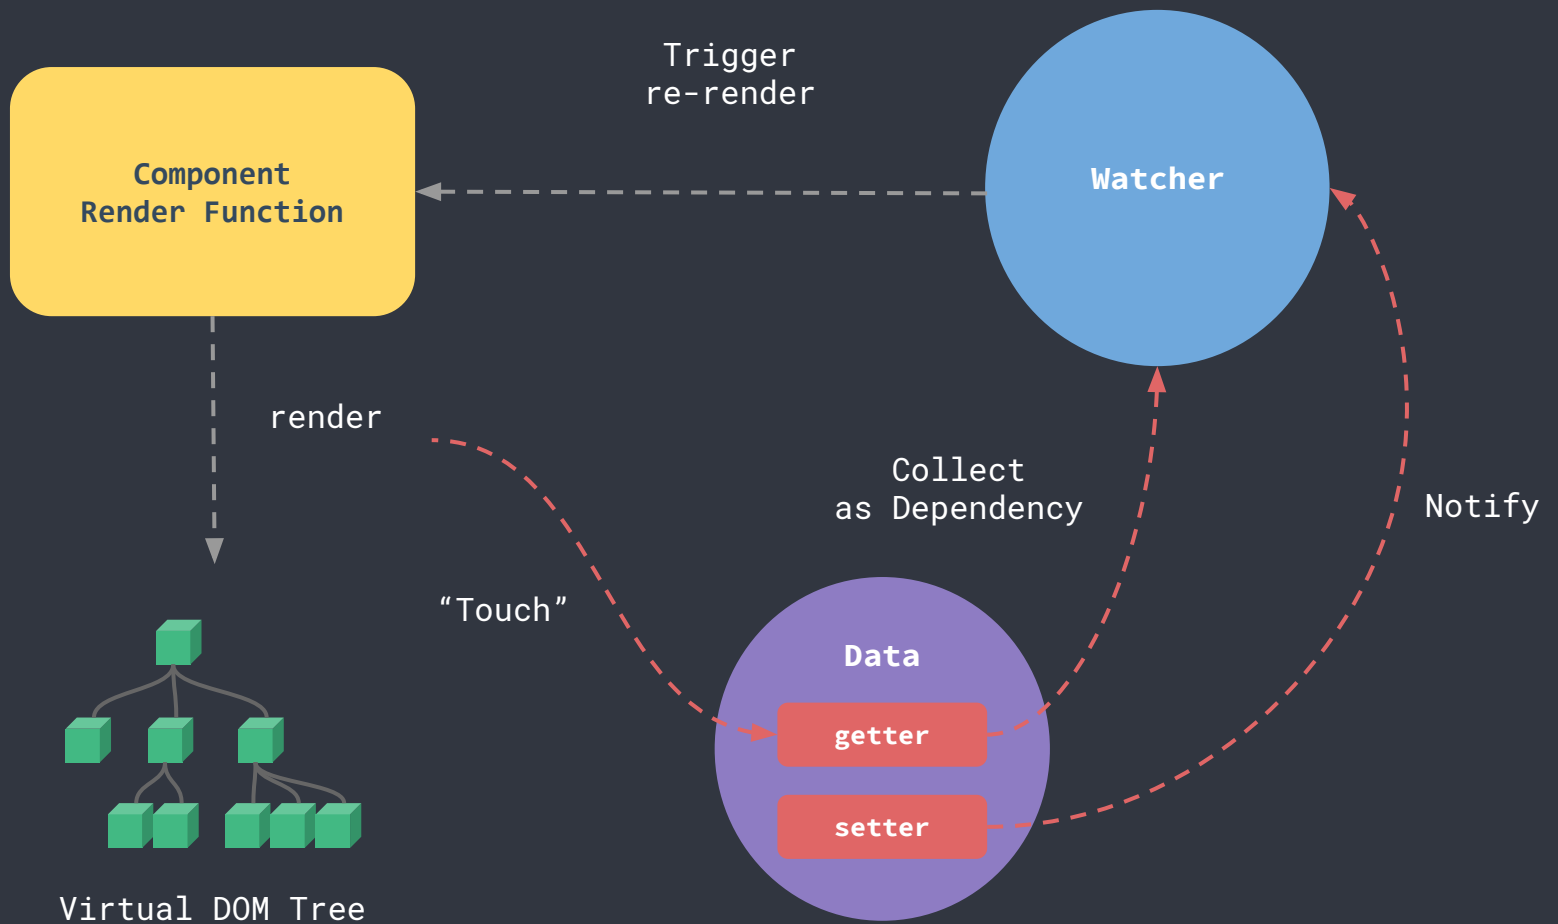 Trigger
re-render
Component
Render Function
Watcher
render
Collect
as Dependency
Notify
“Touch”
Data
getter
setter
Virtual DOM Tree